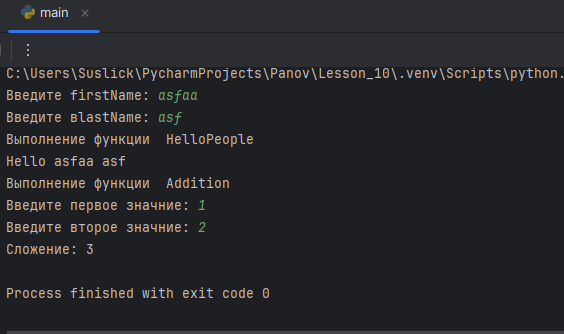 main
C:\Users\Suslick\PycharmProjects\Panov\Lesson_10\.venv\Scripts\python.
Введите firstName: asfaa
Введите вlastName: asf
Выполнение функции  HelloPeople
Hello asfaa asf
Выполнение функции  Addition
Введите первое значние: 1
Введите второе значние: 2
Сложение: 3
Process finished with exit code 0